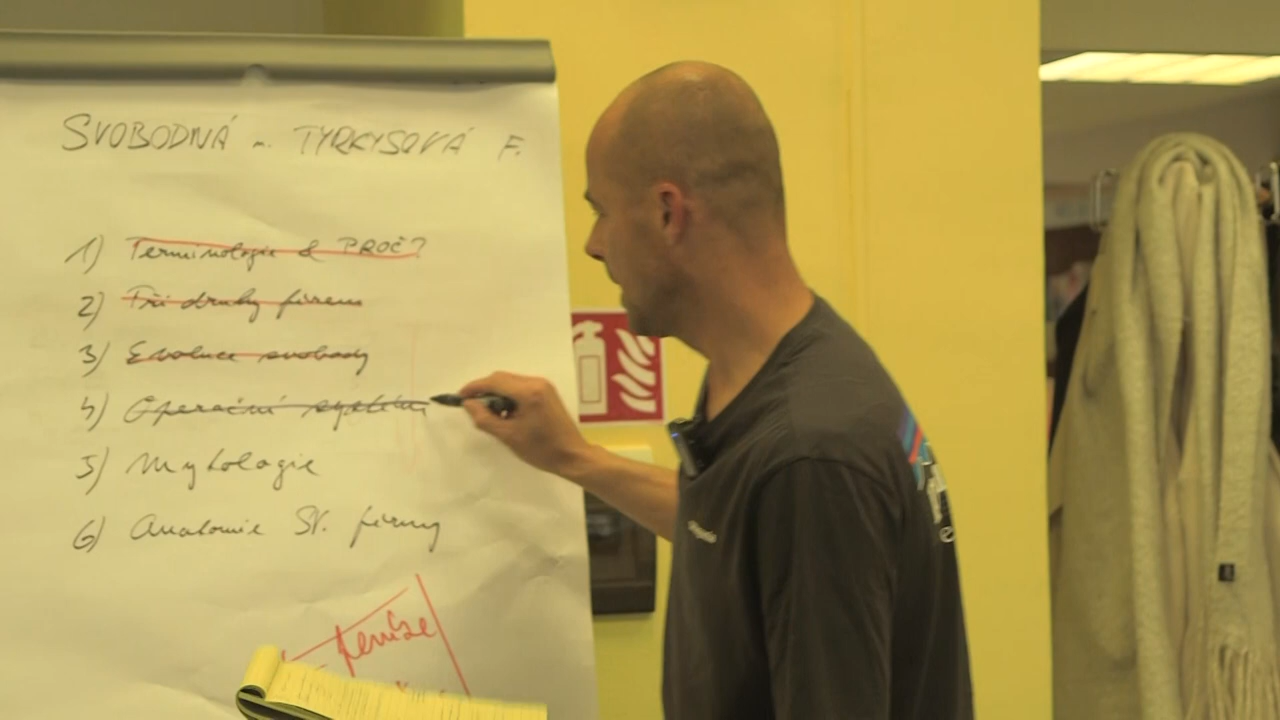 SVOBODNÁ n. TYRKYSOVÁ F.
1) Terminologie & PROČ?
2) Tři druhy firem
3) Evoluce svobody
4) Operační systém
5) Mytologie
6) Anatomie SV. firmy